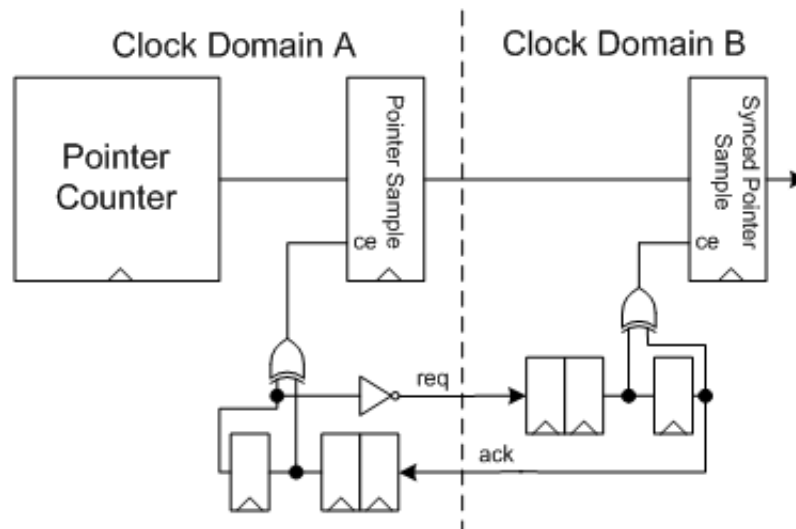 Clock Domain A
Clock Domain B
Pointer
Counter
Pointer Sample
ce
Synced Pointer
Sample
ce
req
ack